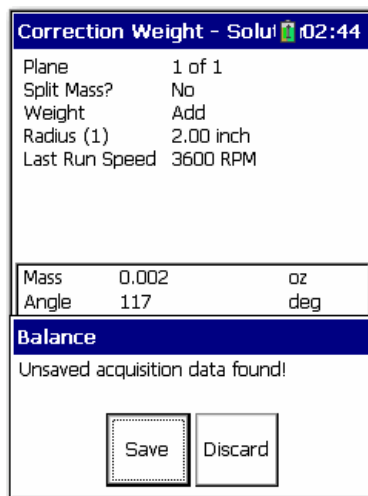 Correction Weight - Solut 02:44
Plane 1 of 1
Split Mass? No
Weight Add
Radius (1) 2.00 inch
Last Run Speed 3600 RPM
Mass 0.002 oz
Angle 117 deg
Balance
Unsaved acquisition data found!
Save Discard